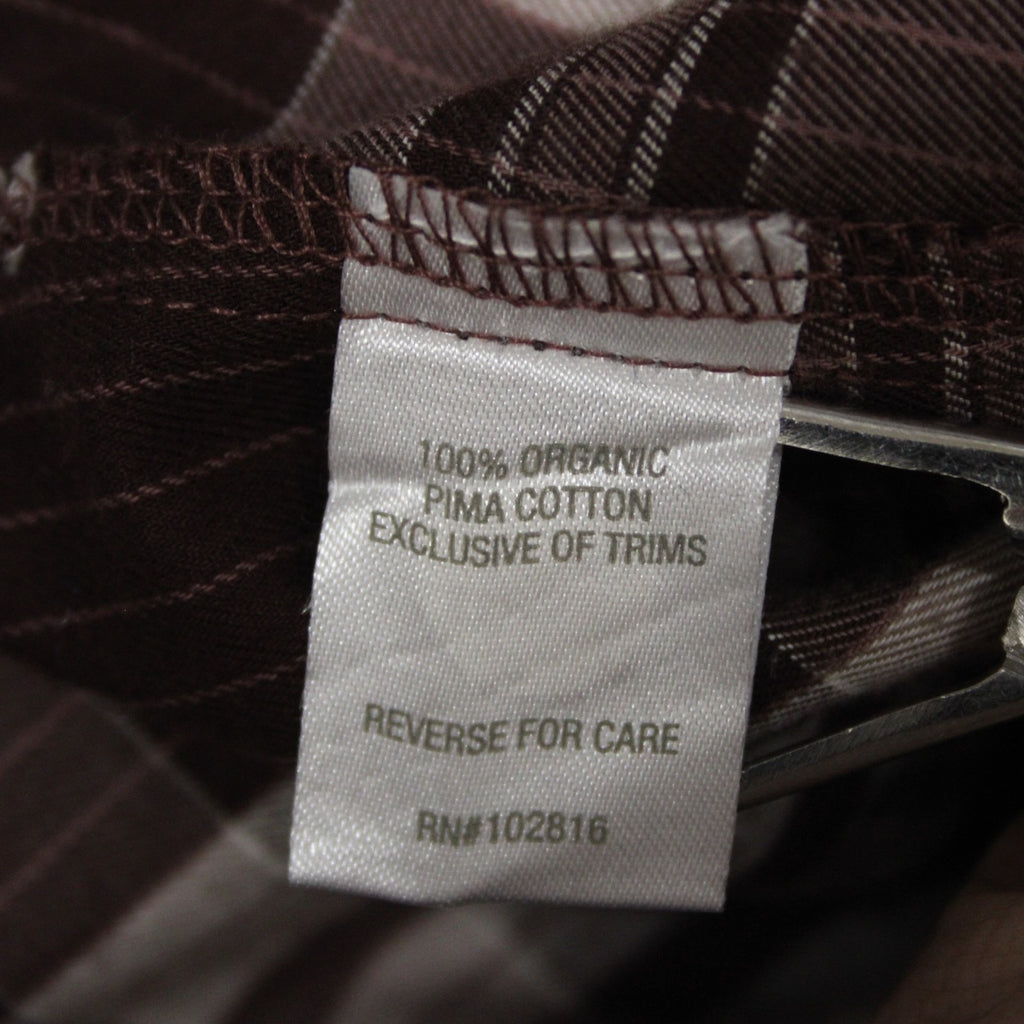 100% ORGANIC
PIMA COTTON
EXCLUSIVE OF TRIMS
REVERSE FOR CARE
RN#102816